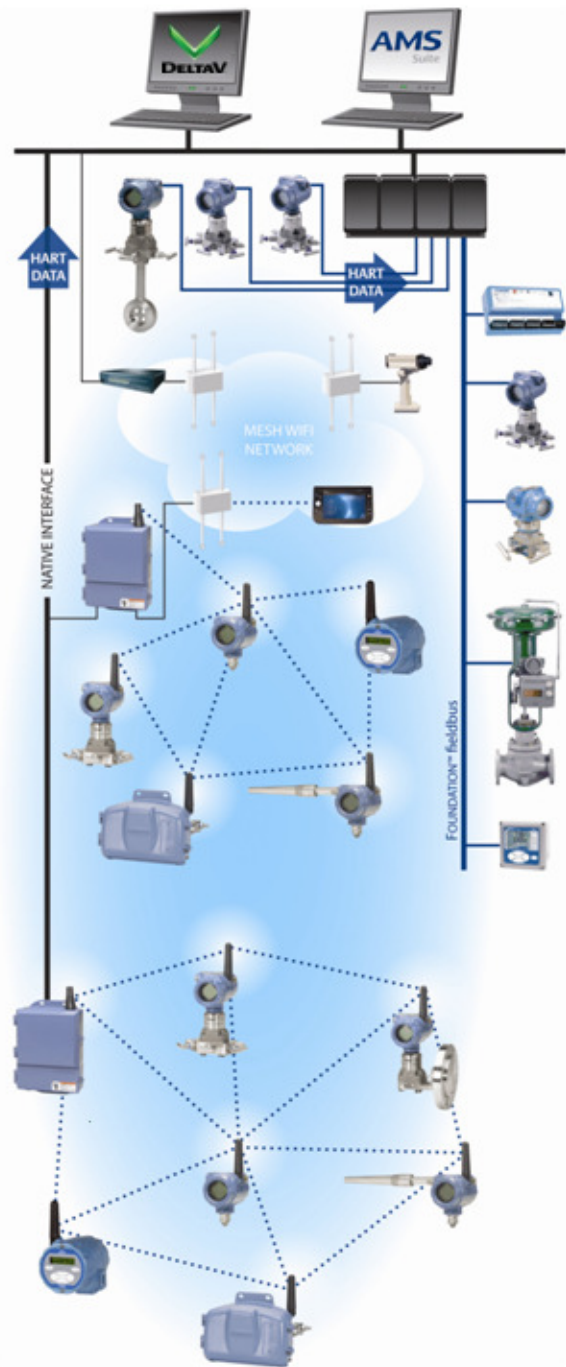 DELTAV
AMS
Suite
HART
DATA
HART
DATA
MESH WIFI
NETWORK
NATIVE INTERFACE
FOUNDATION™ fieldbus